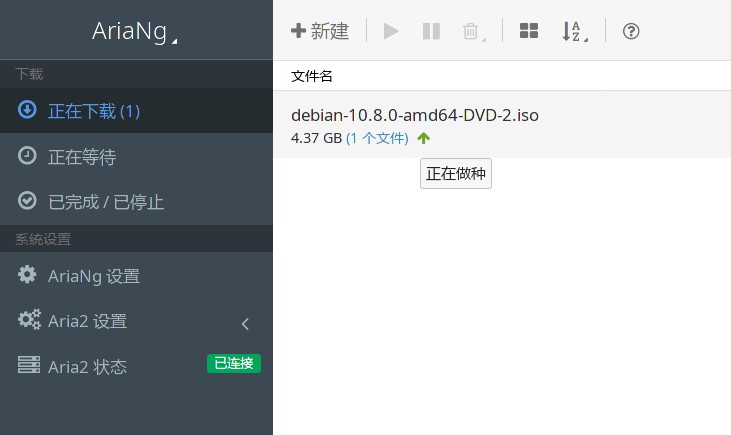 AriaNg
下载
正在下载 (1)
正在等待
已完成 / 已停止
系统设置
AriaNg 设置
Aria2 设置
Aria2 状态 已连接
新建
文件名
debian-10.8.0-amd64-DVD-2.iso
4.37 GB (1 个文件)
正在做种